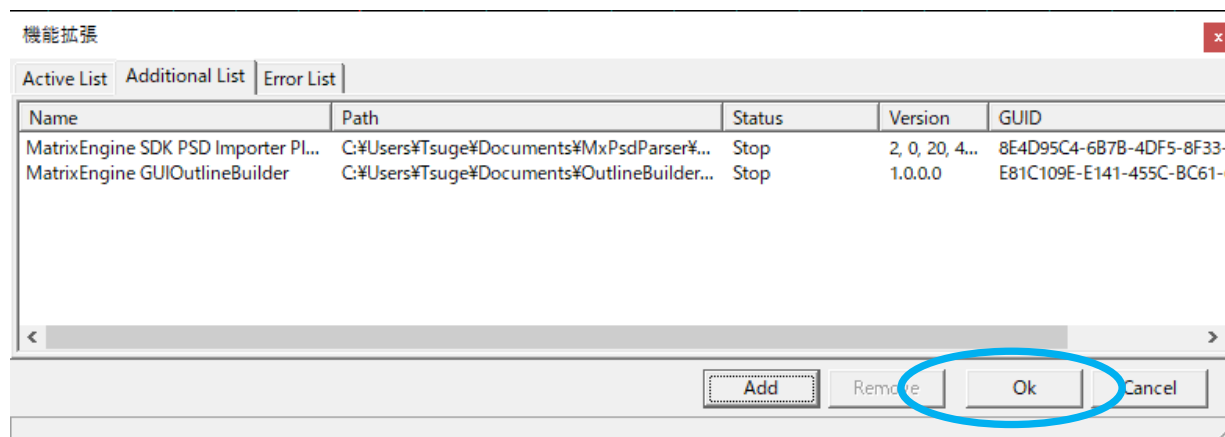 機能拡張
x
Active List Additional List Error List
Name Path Status Version GUID
MatrixEngine SDK PSD Importer Pl... C:¥Users¥Tsuge¥Documents¥MxPsdParser¥... Stop 2, 0, 20, 4... 8E4D95C4-6B7B-4DF5-8F33-
MatrixEngine GUIOutlineBuilder C:¥Users¥Tsuge¥Documents¥OutlineBuilder... Stop 1.0.0.0 E81C109E-E141-455C-BC61-
Add Remove Ok Cancel